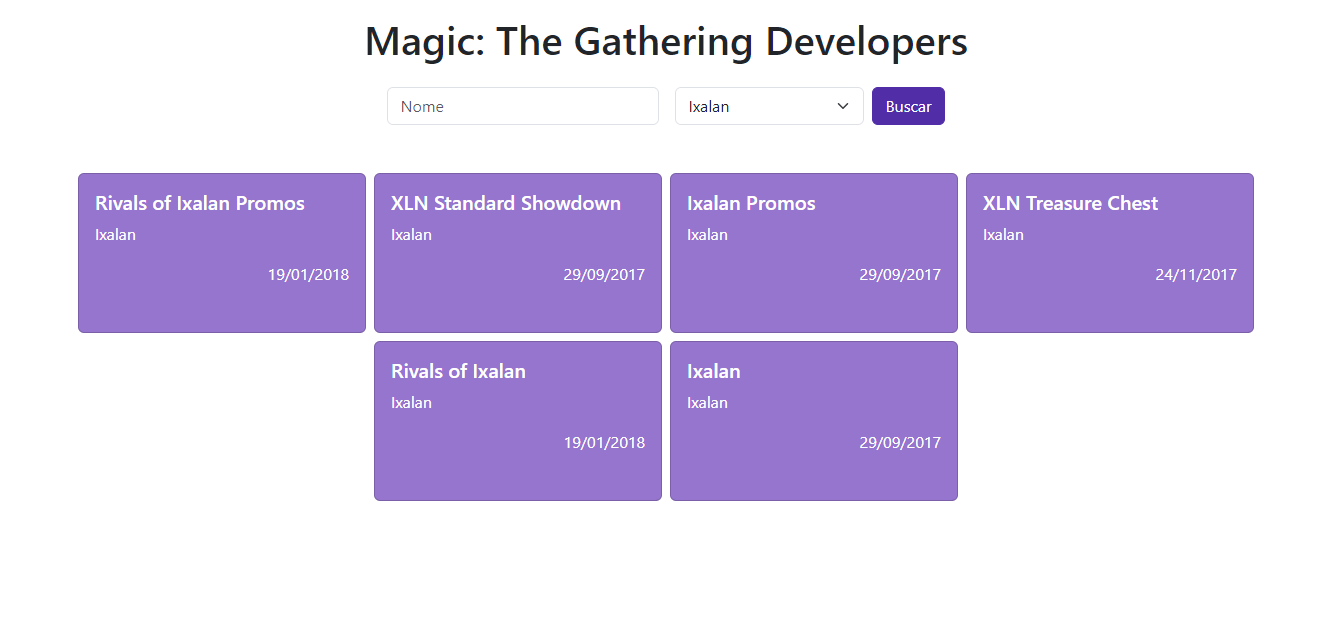 Magic: The Gathering Developers
Nome
Ixalan
Buscar
Rivals of Ixalan Promos
Ixalan
19/01/2018
XLN Standard Showdown
Ixalan
29/09/2017
Ixalan Promos
Ixalan
29/09/2017
XLN Treasure Chest
Ixalan
24/11/2017
Rivals of Ixalan
Ixalan
19/01/2018
Ixalan
Ixalan
29/09/2017